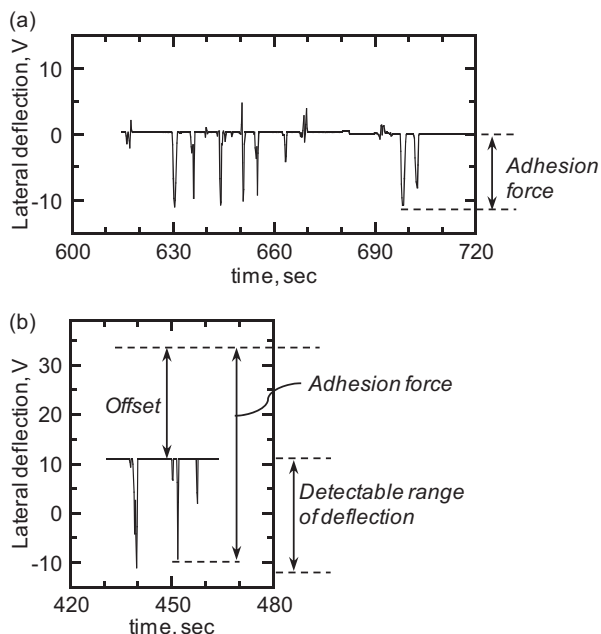 (a)
Lateral deflection, V
10
0
-10
600 630 660 690 720
time, sec
Adhesion
force
(b)
Lateral deflection, V
30
20
10
0
-10
420 450 480
time, sec
Offset
Adhesion force
Detectable range
of deflection